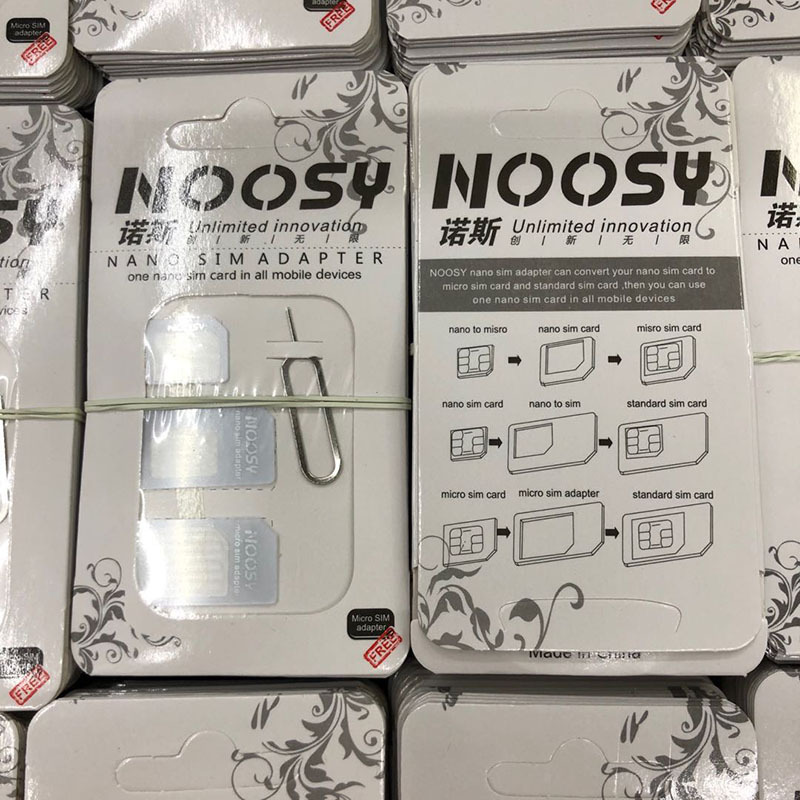 Micro SIM
adapter
FREE
adapter
FREE
FREE
NOOSY
诺斯 Unlimited innovation
创 | 新 | 无 | 限
NANO SIM ADAPTER
one nano sim card in all mobile devices
NOOSY
nano sim adapter
NOOSY
micro sim adapter
Micro SIM
adapter
FREE
NOOSY
诺斯 Unlimited innovation
创 | 新 | 无 | 限
NOOSY nano sim adapter can convert your nano sim card to
micro sim card and standard sim card ,then you can use
one nano sim card in all mobile devices
nano to misro nano sim card misro sim card
nano sim card nano to sim standard sim card
micro sim card micro sim adapter standard sim card
Made in China
FREE